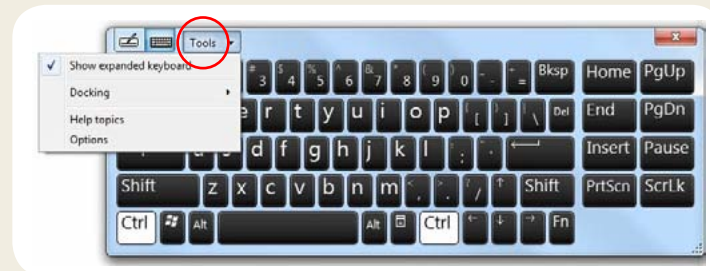 Tools
Show expanded keyboard
Docking
Help topics
Options
# 3 $ 4 % 5 ^ 6 & 7 * 8 ( 9 ) 0 _ - + = Bksp Home PgUp
r t y u i o p { [ } ] | \ Del End PgDn
d f g h j k l : ; " ' Insert Pause
Shift z x c v b n m < , > . ? / ↑ Shift PrtScn ScrLk
Ctrl Alt Alt Ctrl ← ↓ → Fn